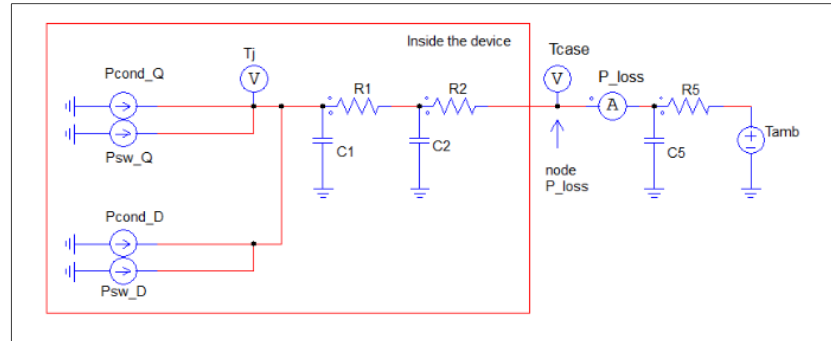 Inside the device
Tj
Tcase
Pcond_Q
V
V
P_loss
R1
R2
A
R5
Psw_Q
C1
C2
C5
Tamb
node
P_loss
Pcond_D
Psw_D